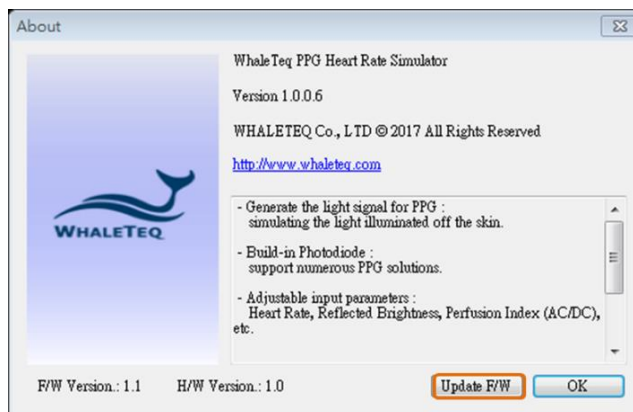 About
WhaleTeq PPG Heart Rate Simulator
Version 1.0.0.6
WHALETEQ Co., LTD © 2017 All Rights Reserved
http://www.whaleteq.com
WHALETEQ
- Generate the light signal for PPG :
simulating the light illuminated off the skin.
- Build-in Photodiode :
support numerous PPG solutions.
- Adjustable input parameters :
Heart Rate, Reflected Brightness, Perfusion Index (AC/DC),
etc.
F/W Version.: 1.1 H/W Version.: 1.0 Update F/W OK